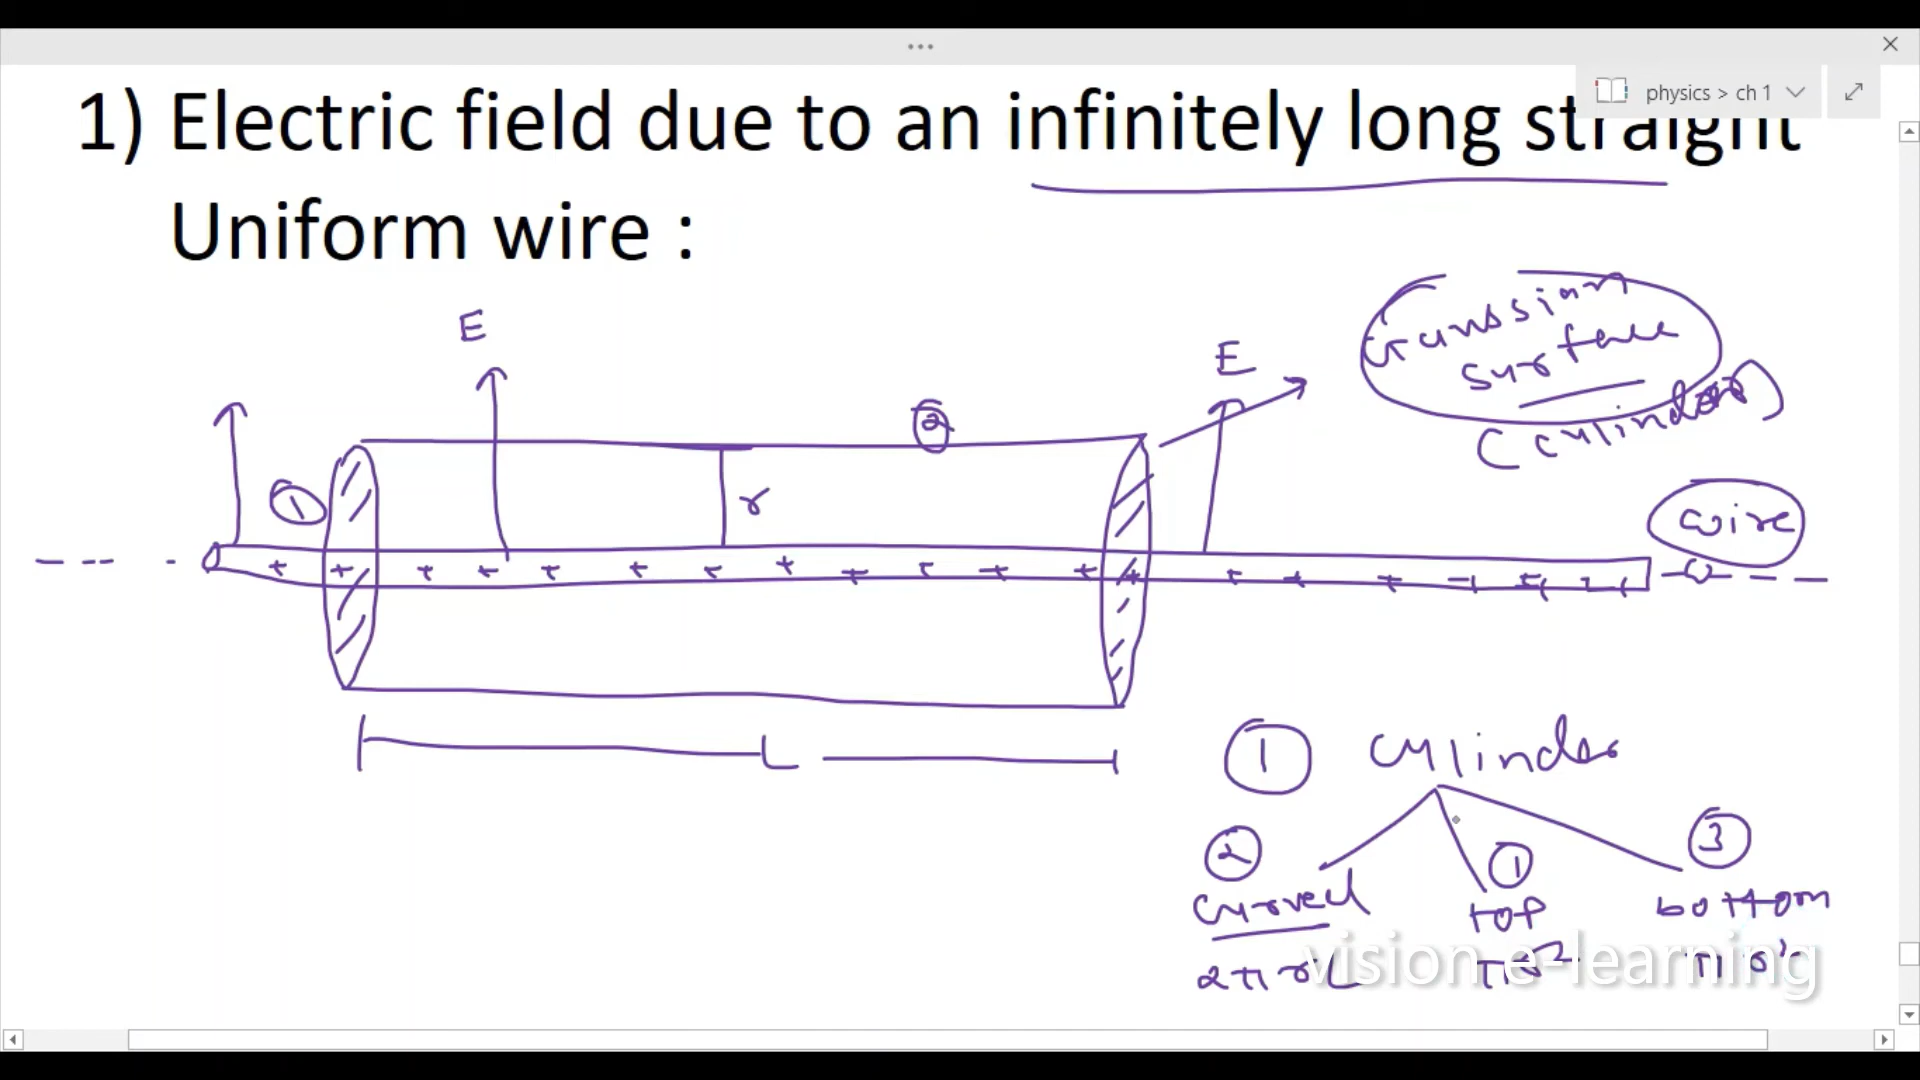 physics > ch 1
1) Electric field due to an infinitely long straight
Uniform wire :
Gaussian
surface
(cylinder)
E
E
2
1
r
wire
L
1 cylinder
2 1 3
curved top bottom
2πrL πr² πr²
vision e-learning